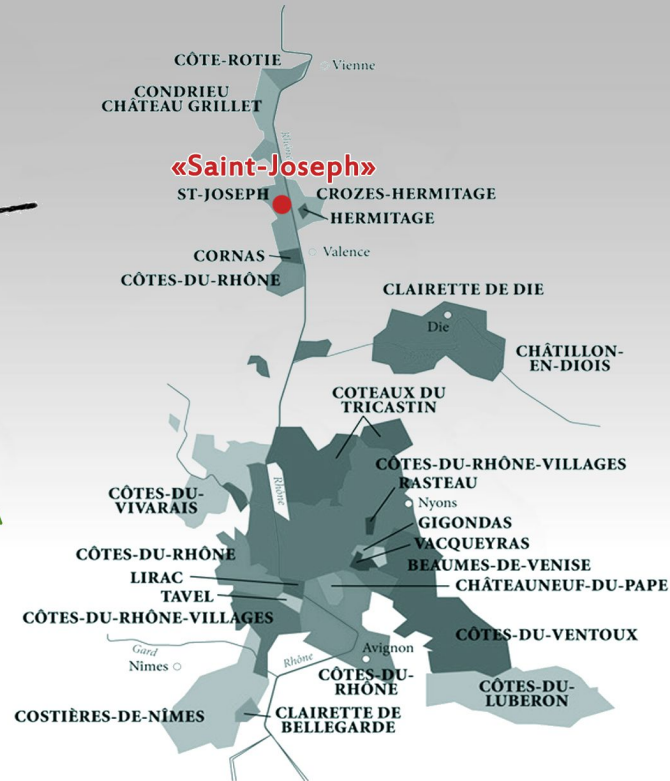 CÔTE-ROTIE
Vienne
CONDRIEU
CHÂTEAU GRILLET
Rhône
«Saint-Joseph»
ST-JOSEPH
CROZES-HERMITAGE
HERMITAGE
CORNAS
Valence
CÔTES-DU-RHÔNE
CLAIRETTE DE DIE
Die
CHÂTILLON-
EN-DIOIS
COTEAUX DU
TRICASTIN
CÔTES-DU-RHÔNE-VILLAGES
RASTEAU
Rhône
CÔTES-DU-
VIVARAIS
Nyons
GIGONDAS
VACQUEYRAS
CÔTES-DU-RHÔNE
BEAUMES-DE-VENISE
LIRAC
CHÂTEAUNEUF-DU-PAPE
TAVEL
CÔTES-DU-RHÔNE-VILLAGES
CÔTES-DU-VENTOUX
Gard
Avignon
Nîmes
Rhône
CÔTES-DU-
RHÔNE
CÔTES-DU-
LUBERON
COSTIÈRES-DE-NÎMES
CLAIRETTE DE
BELLEGARDE